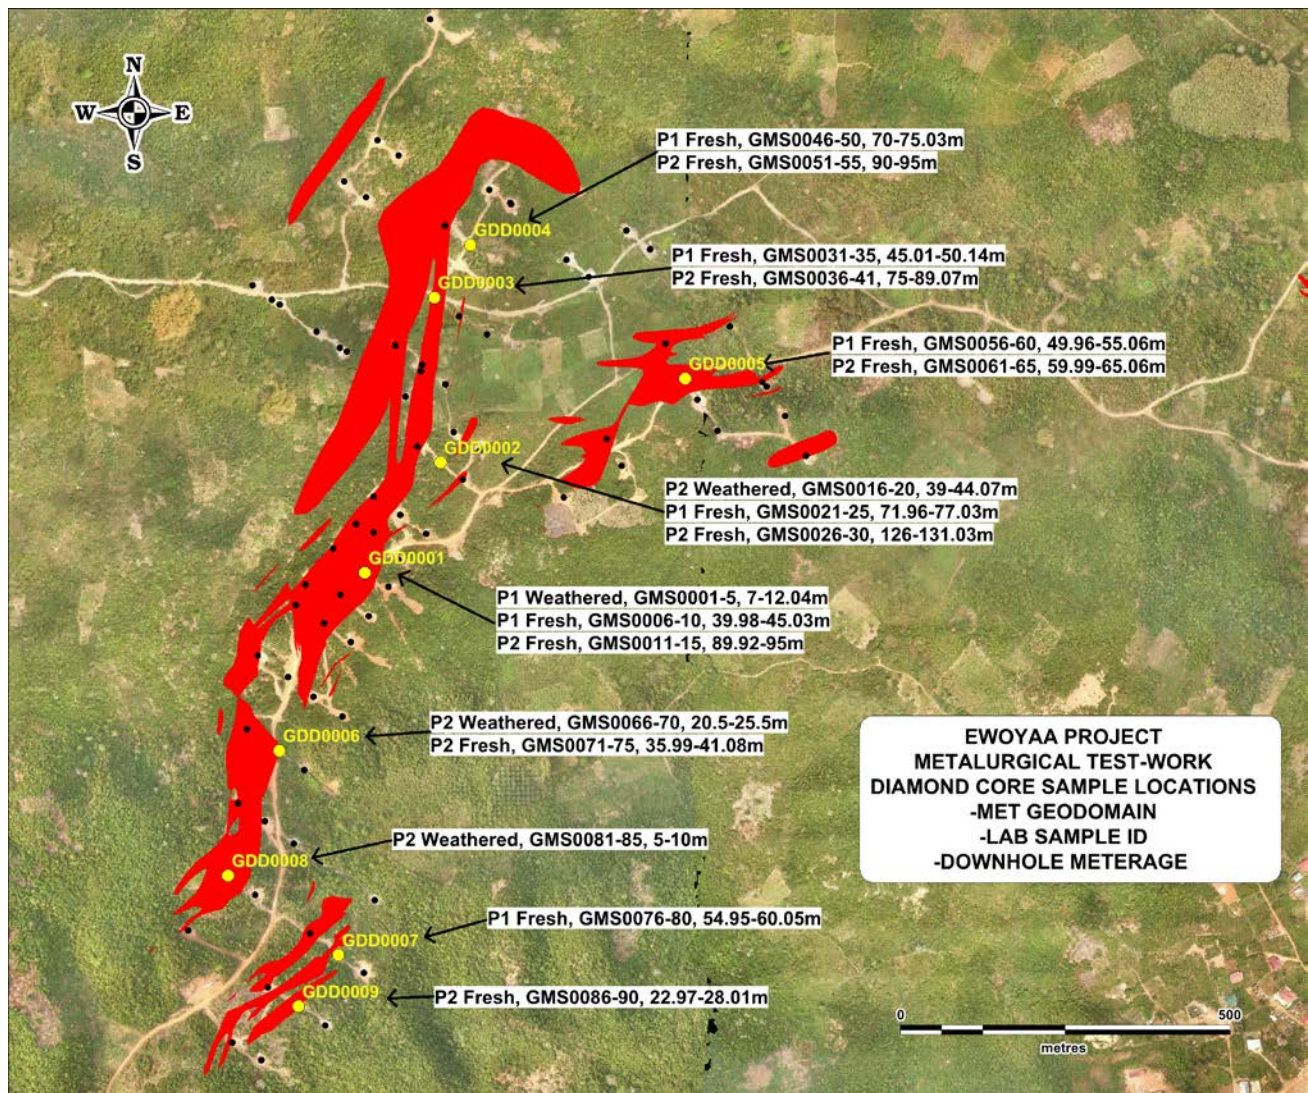 N
W E
S
P1 Fresh, GMS0046-50, 70-75.03m
P2 Fresh, GMS0051-55, 90-95m
GDD0004
P1 Fresh, GMS0031-35, 45.01-50.14m
P2 Fresh, GMS0036-41, 75-89.07m
GDD0003
P1 Fresh, GMS0056-60, 49.96-55.06m
P2 Fresh, GMS0061-65, 59.99-65.06m
GDD0005
GDD0002
P2 Weathered, GMS0016-20, 39-44.07m
P1 Fresh, GMS0021-25, 71.96-77.03m
P2 Fresh, GMS0026-30, 126-131.03m
GDD0001
P1 Weathered, GMS0001-5, 7-12.04m
P1 Fresh, GMS0006-10, 39.98-45.03m
P2 Fresh, GMS0011-15, 89.92-95m
P2 Weathered, GMS0066-70, 20.5-25.5m
P2 Fresh, GMS0071-75, 35.99-41.08m
GDD0006
EWOYAA PROJECT
METALURGICAL TEST-WORK
DIAMOND CORE SAMPLE LOCATIONS
-MET GEODOMAIN
-LAB SAMPLE ID
-DOWNHOLE METERAGE
P2 Weathered, GMS0081-85, 5-10m
GDD0008
P1 Fresh, GMS0076-80, 54.95-60.05m
GDD0007
GDD0009
P2 Fresh, GMS0086-90, 22.97-28.01m
0 500
metres